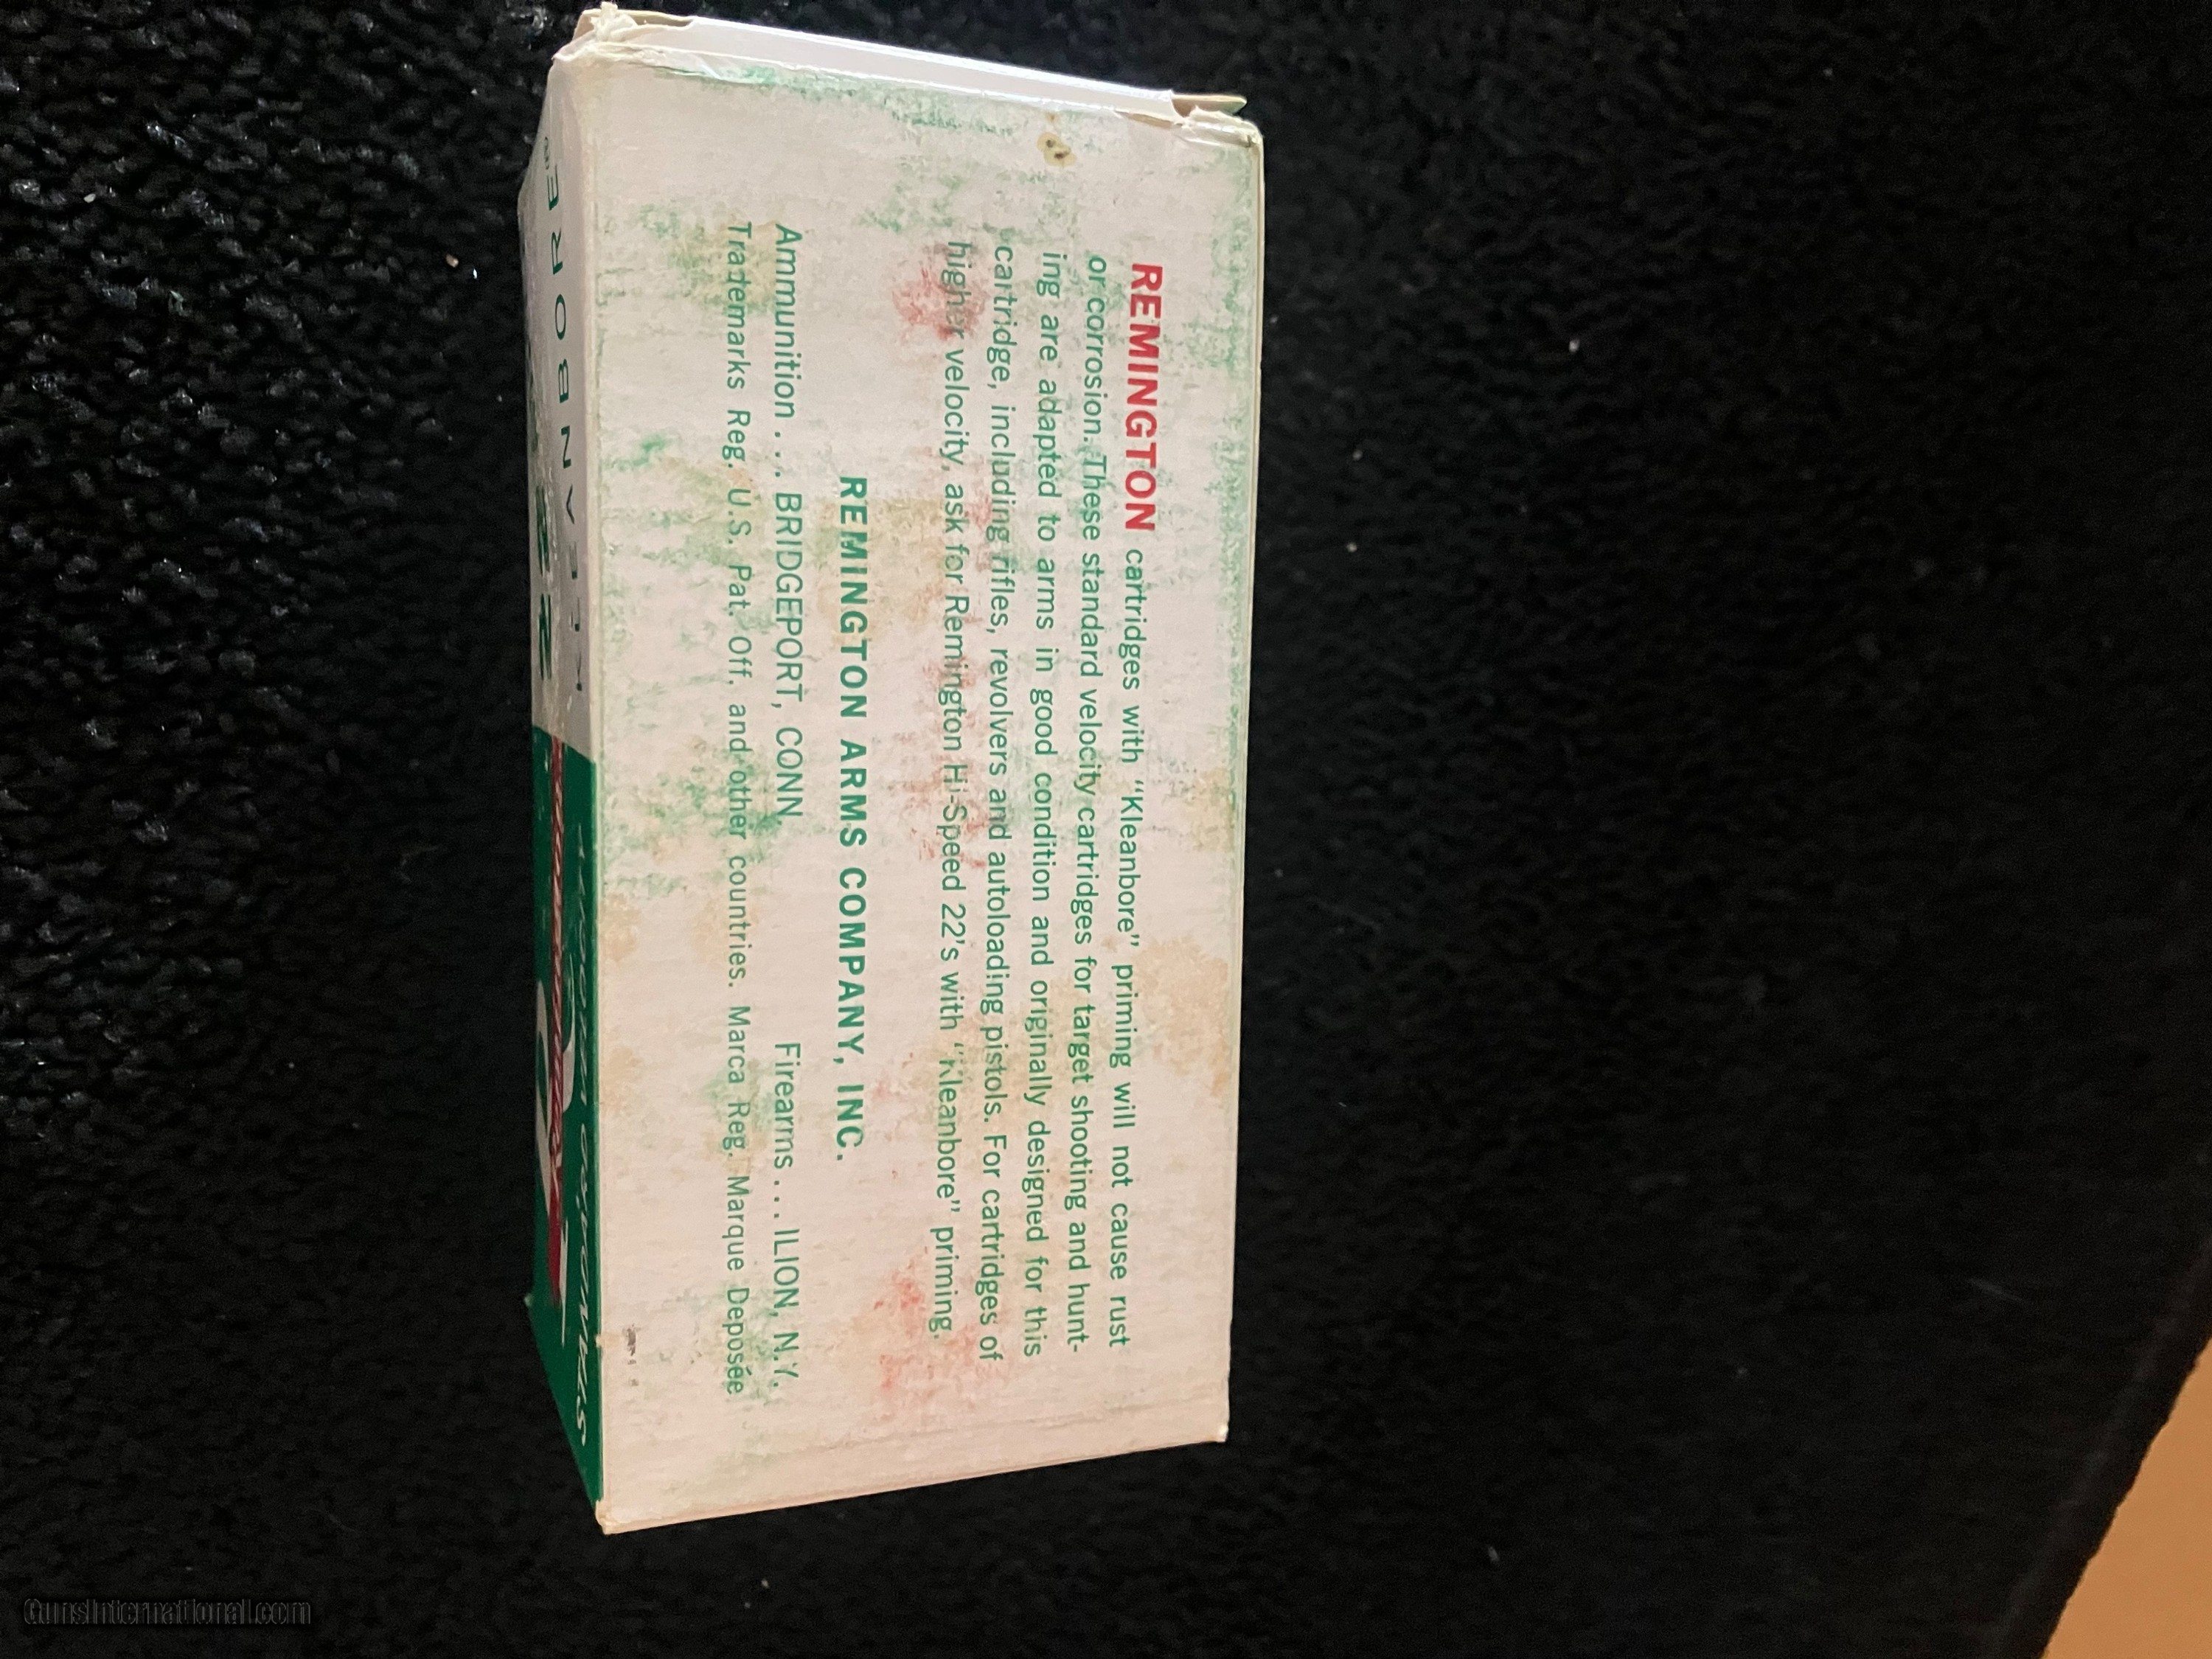 REMINGTON cartridges with "Kleanbore" priming will not cause rust
or corrosion. These standard velocity cartridges for target shooting and hunt-
ing are adapted to arms in good condition and originally designed for this
cartridge, including rifles, revolvers and autoloading pistols. For cartridges of
higher velocity, ask for Remington Hi-Speed 22's with "Kleanbore" priming.
REMINGTON ARMS COMPANY, INC.
Ammunition ... BRIDGEPORT, CONN. Firearms ... ILION, N.Y.
Trademarks Reg. U.S. Pat. Off. and other countries. Marca Reg. Marque Deposée
KLEANBORE
22
GunsInternational.com